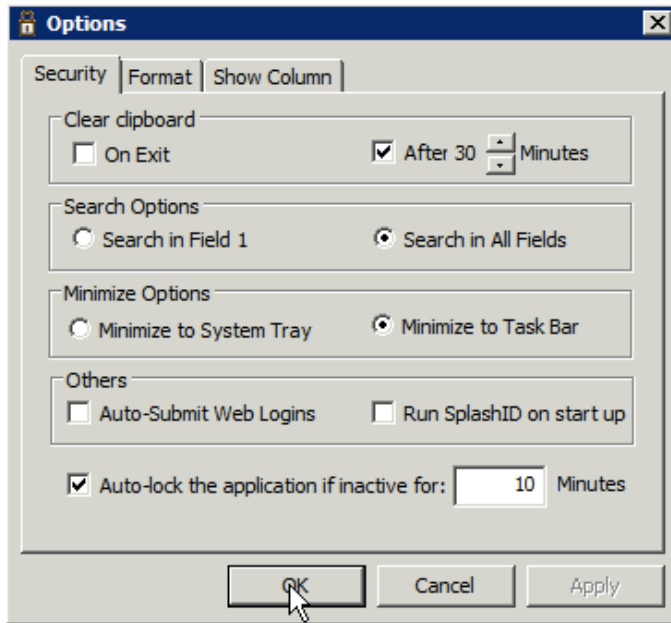 Options
Security Format Show Column
Clear clipboard
On Exit After 30 Minutes
Search Options
Search in Field 1 Search in All Fields
Minimize Options
Minimize to System Tray Minimize to Task Bar
Others
Auto-Submit Web Logins Run SplashID on start up
Auto-lock the application if inactive for: 10 Minutes
OK Cancel Apply